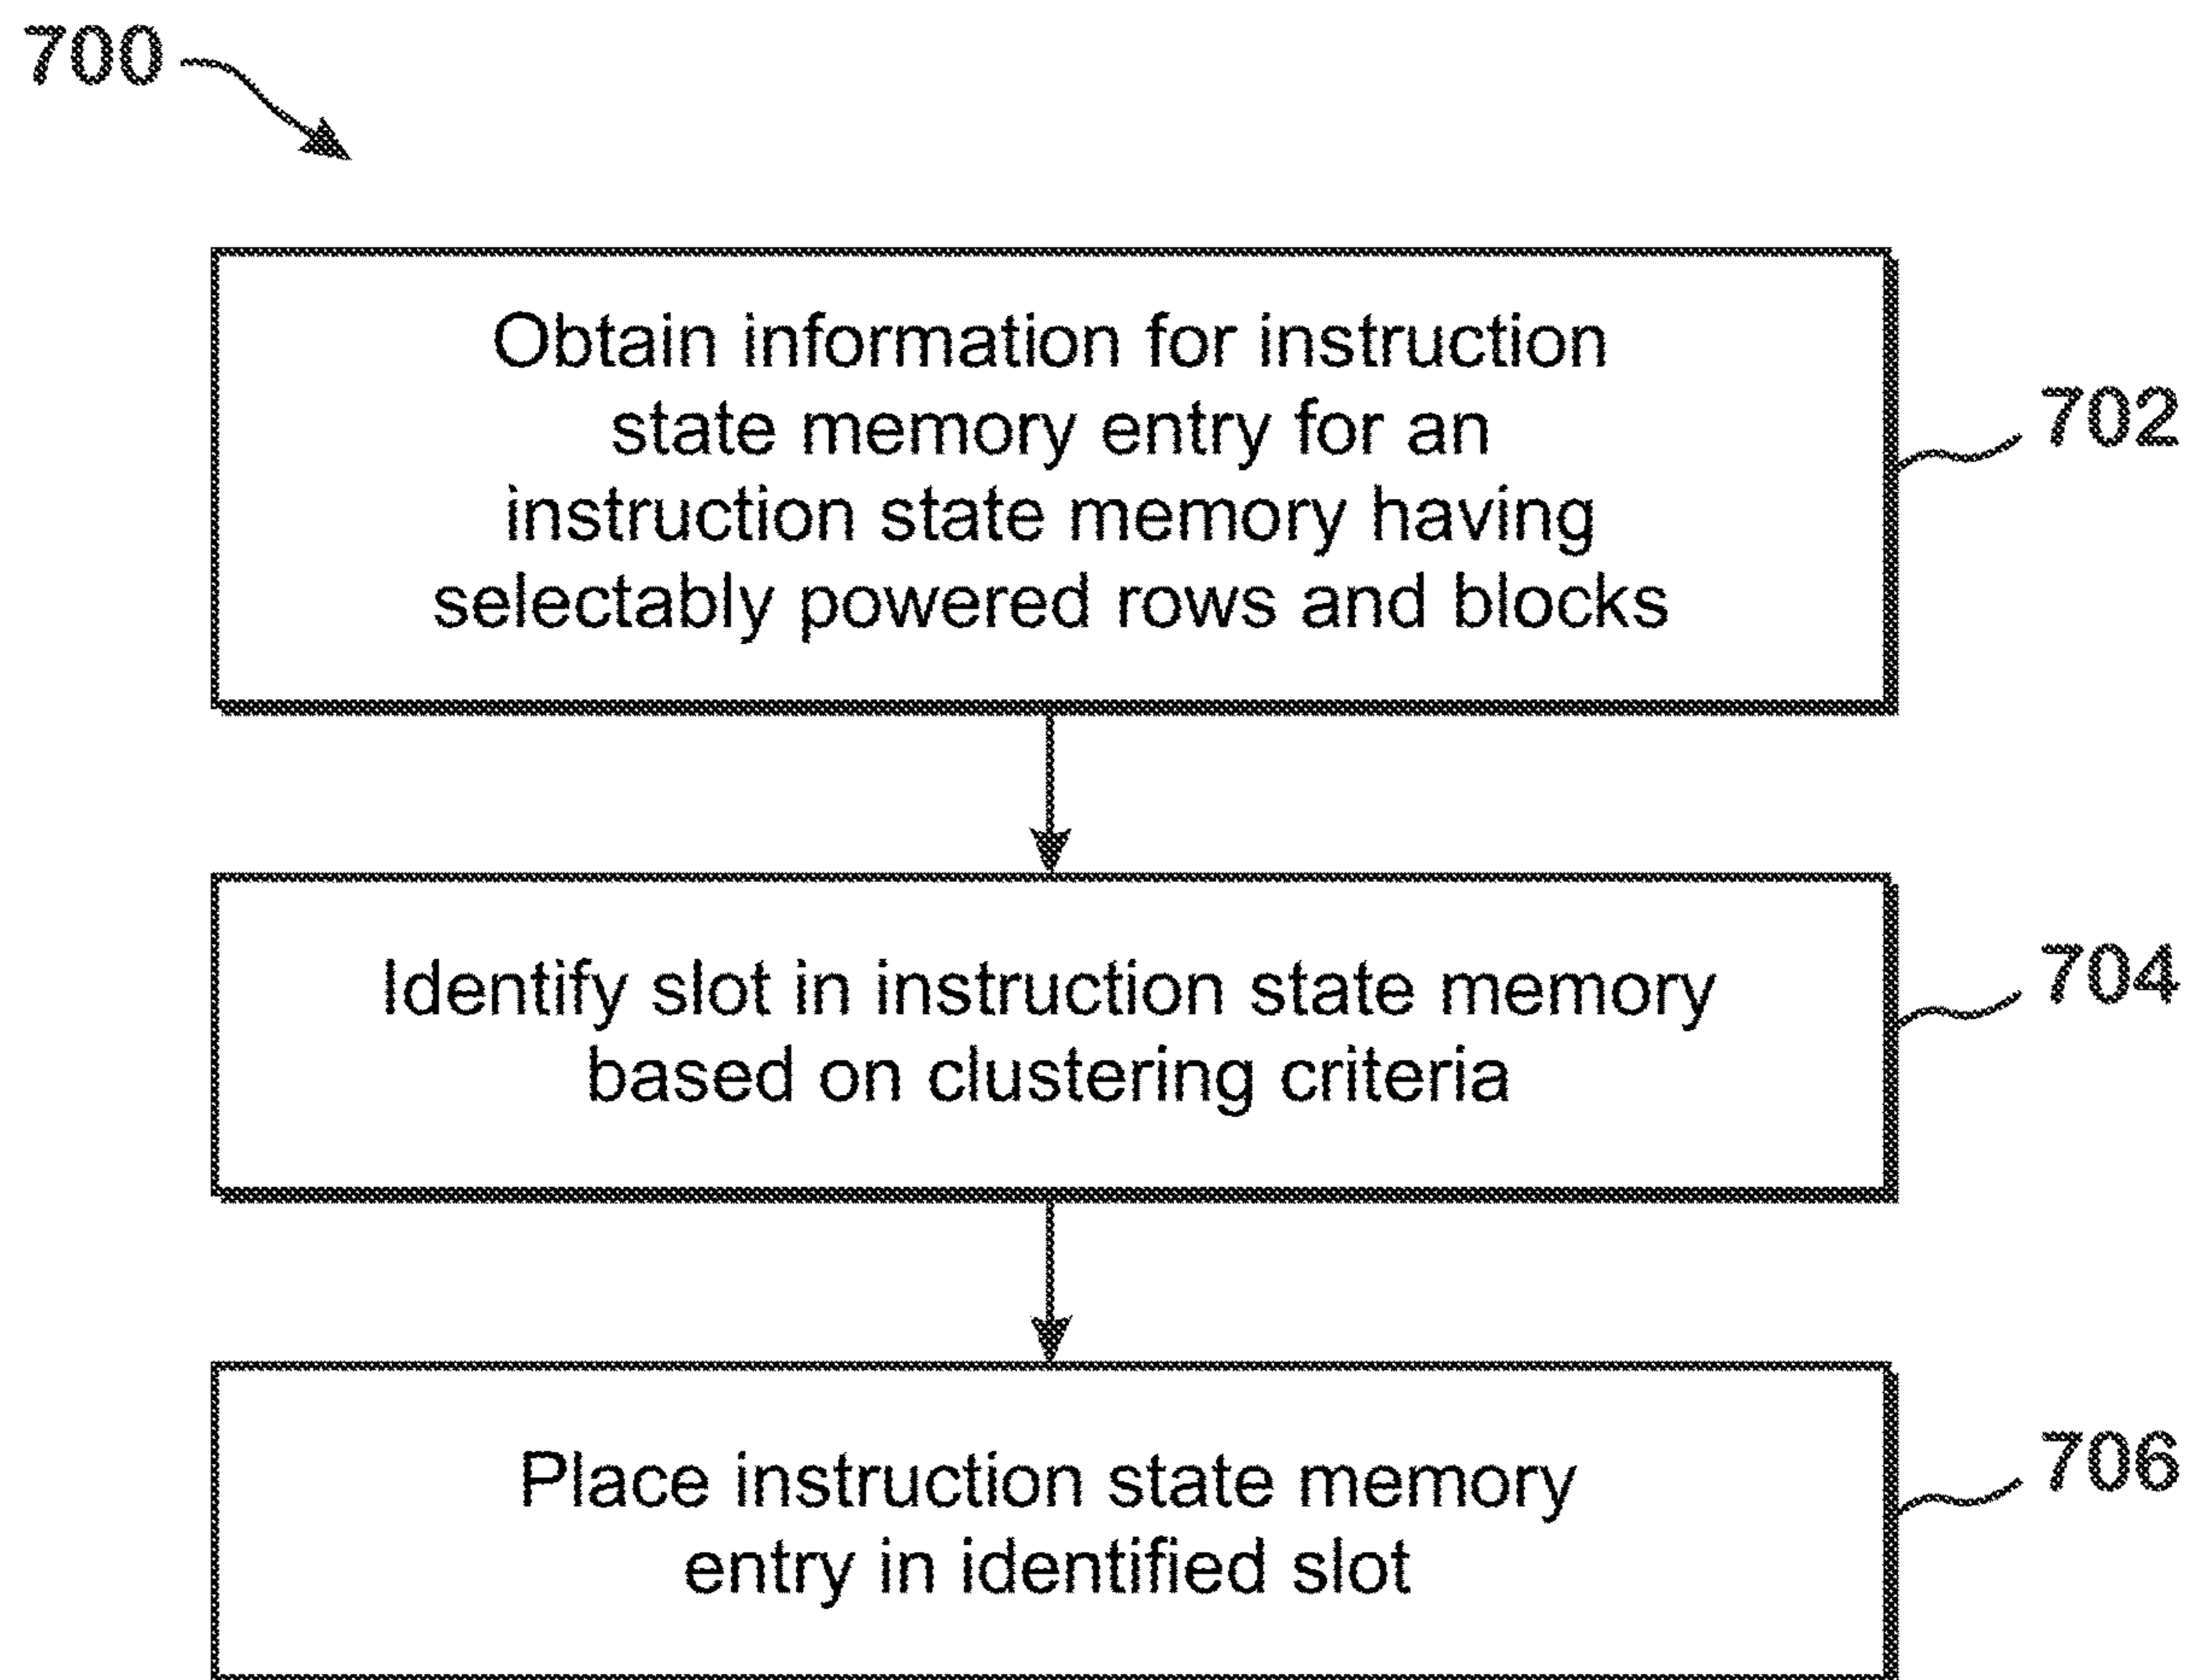 700
Obtain information for instruction
state memory entry for an
instruction state memory having
selectably powered rows and blocks
702
Identify slot in instruction state memory
based on clustering criteria
704
Place instruction state memory
entry in identified slot
706